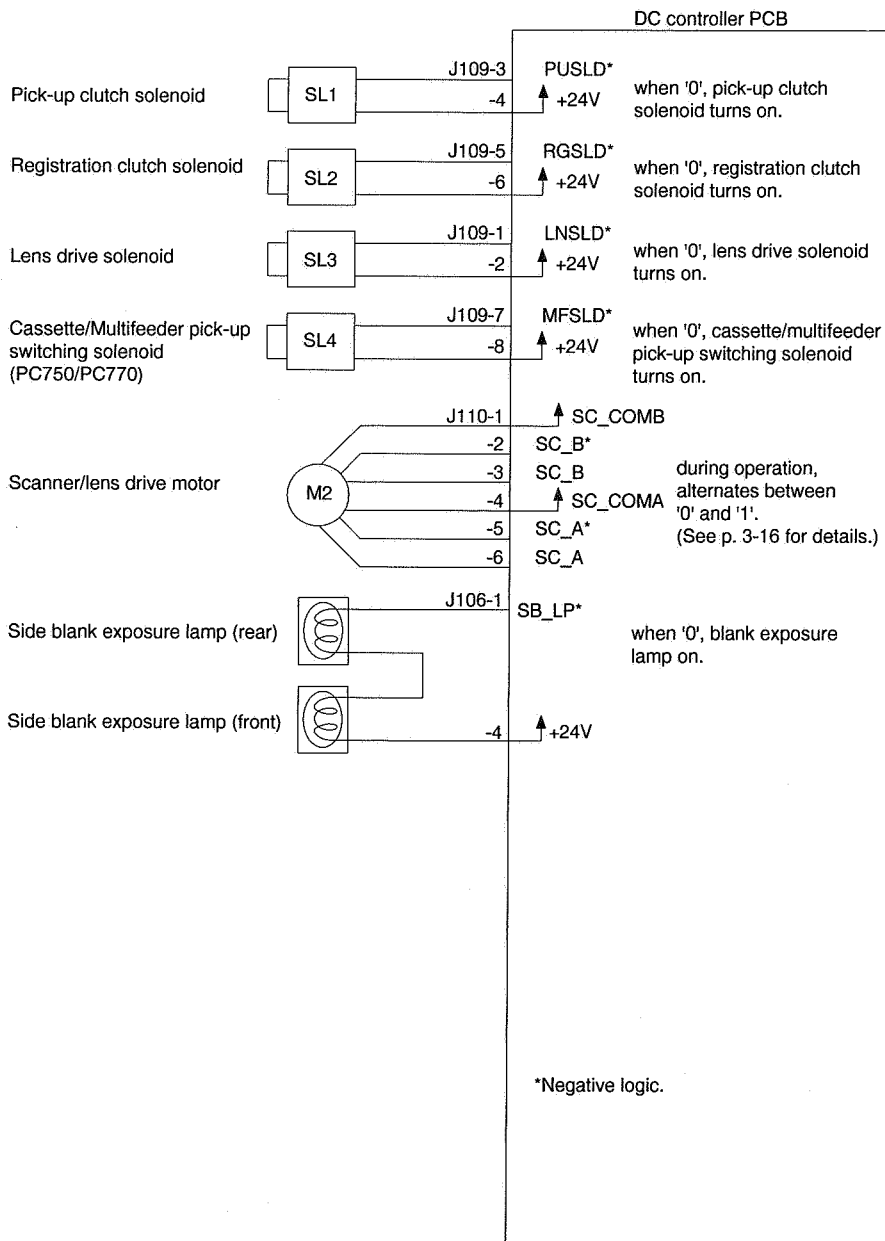 DC controller PCB
Pick-up clutch solenoid
SL1
J109-3
-4
PUSLD*
+24V
when '0', pick-up clutch
solenoid turns on.
Registration clutch solenoid
SL2
J109-5
-6
RGSLD*
+24V
when '0', registration clutch
solenoid turns on.
Lens drive solenoid
SL3
J109-1
-2
LNSLD*
+24V
when '0', lens drive solenoid
turns on.
Cassette/Multifeeder pick-up
switching solenoid
(PC750/PC770)
SL4
J109-7
-8
MFSLD*
+24V
when '0', cassette/multifeeder
pick-up switching solenoid
turns on.
Scanner/lens drive motor
M2
J110-1
-2
-3
-4
-5
-6
SC_COMB
SC_B*
SC_B
SC_COMA
SC_A*
SC_A
during operation,
alternates between
'0' and '1'.
(See p. 3-16 for details.)
Side blank exposure lamp (rear)
J106-1
SB_LP*
when '0', blank exposure
lamp on.
Side blank exposure lamp (front)
-4
+24V
*Negative logic.